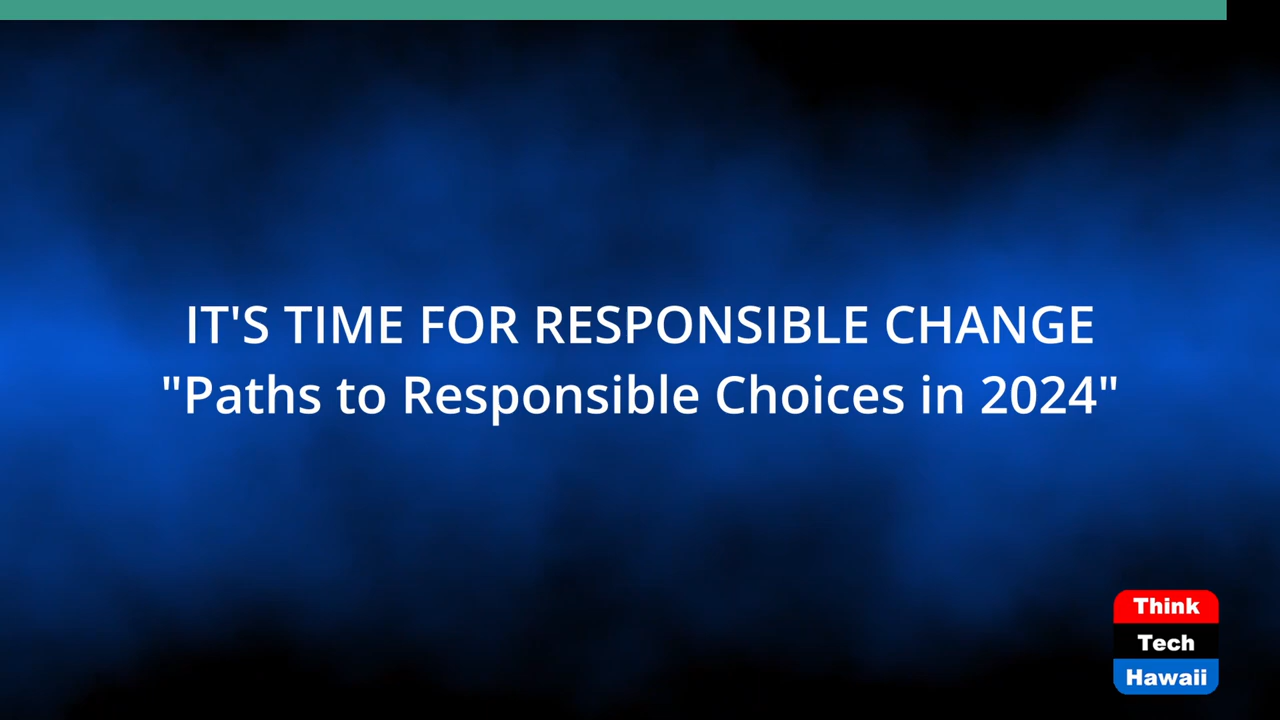 IT'S TIME FOR RESPONSIBLE CHANGE
"Paths to Responsible Choices in 2024"
Think
Tech
Hawaii